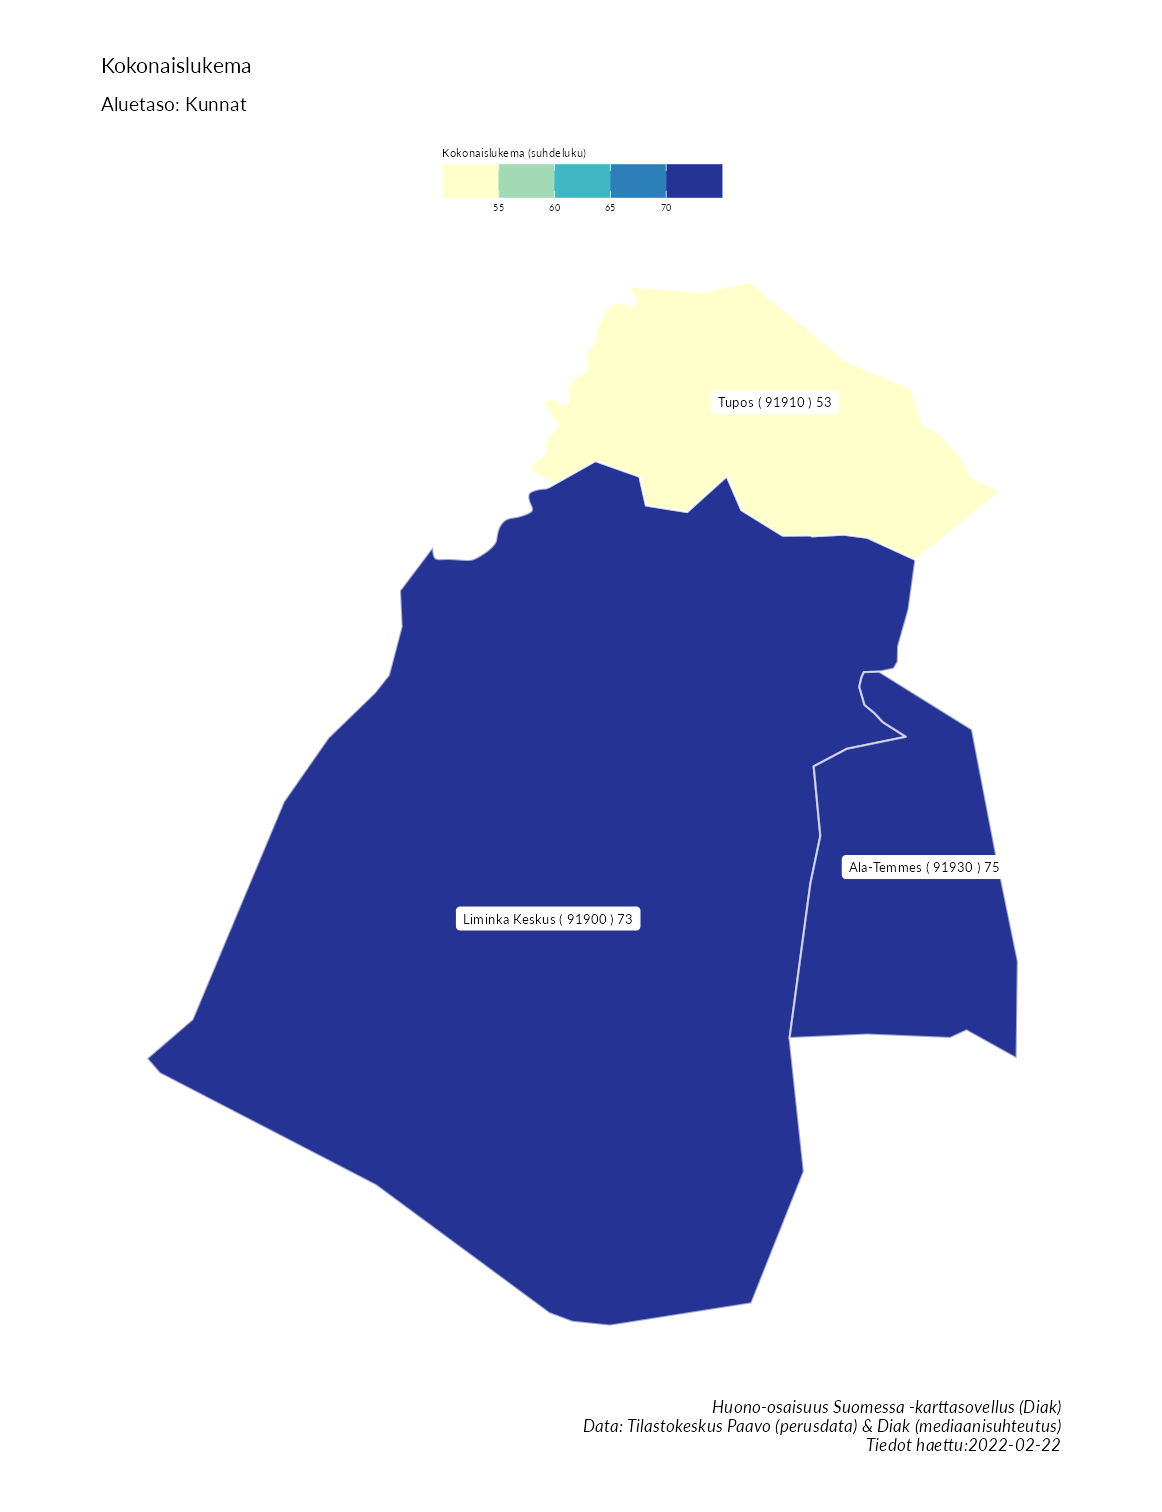 Kokonaislukema
Aluetaso: Kunnat
Kokonaislukema (suhdeluku)
55 60 65 70
Tupos ( 91910 ) 53
Ala-Temmes ( 91930 ) 75
Liminka Keskus ( 91900 ) 73
Huono-osaisuus Suomessa -karttasovellus (Diak)
Data: Tilastokeskus Paavo (perusdata) & Diak (mediaanisuhteutus)
Tiedot haettu:2022-02-22